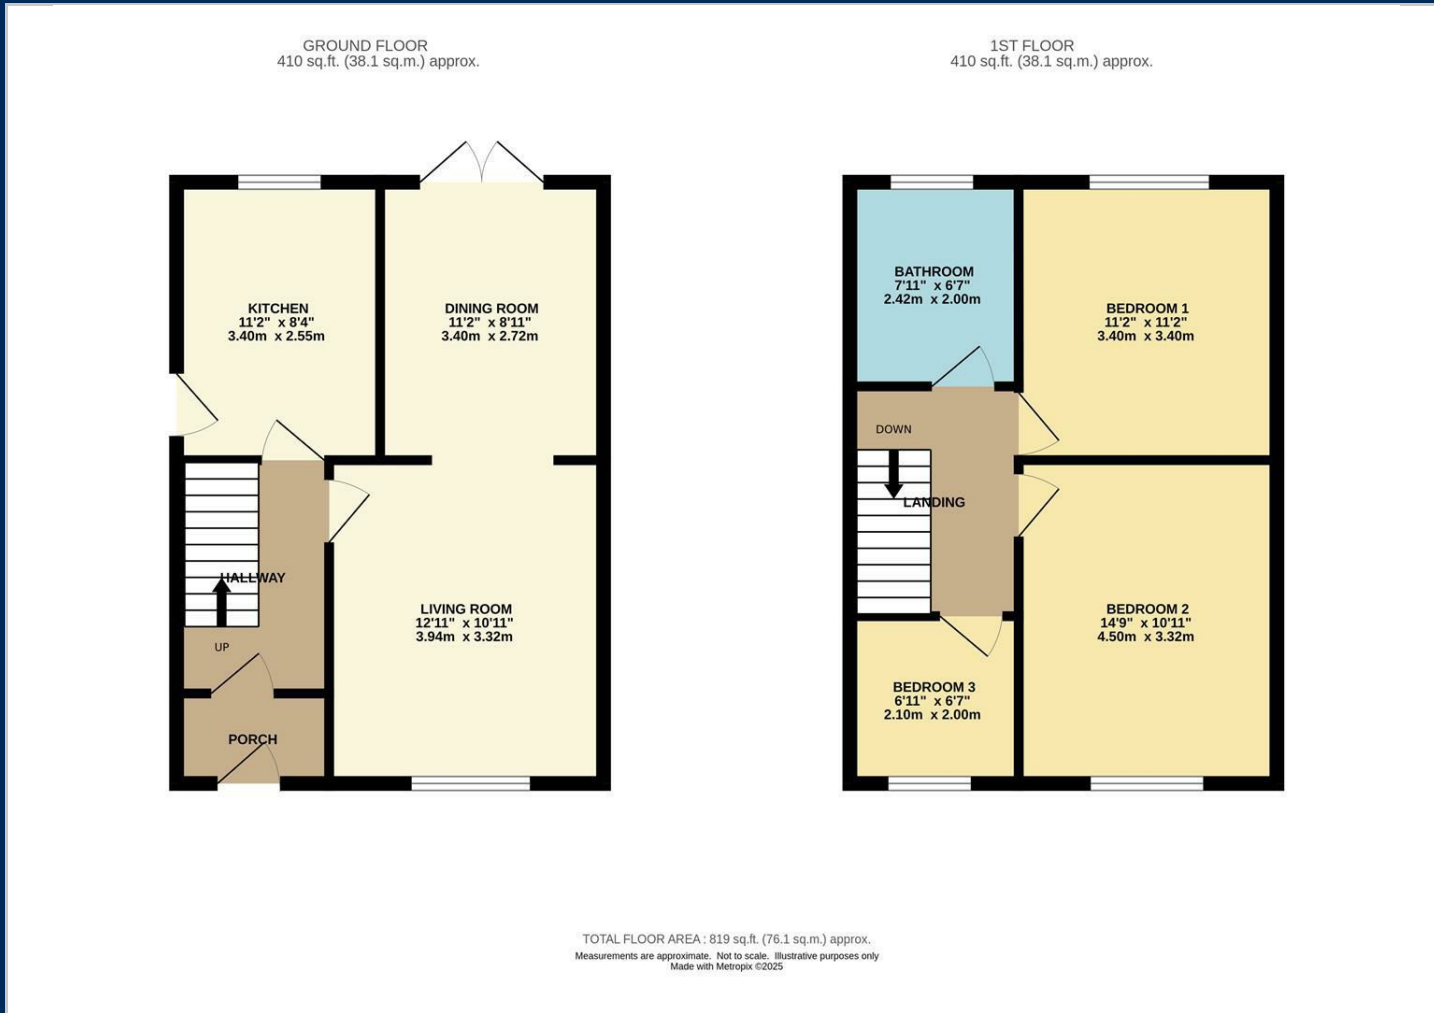 GROUND FLOOR
410 sq.ft. (38.1 sq.m.) approx.
1ST FLOOR
410 sq.ft. (38.1 sq.m.) approx.
KITCHEN
11'2" x 8'4"
3.40m x 2.55m
DINING ROOM
11'2" x 8'11"
3.40m x 2.72m
HALLWAY
UP
LIVING ROOM
12'11" x 10'11"
3.94m x 3.32m
PORCH
BATHROOM
7'11" x 6'7"
2.42m x 2.00m
BEDROOM 1
11'2" x 11'2"
3.40m x 3.40m
DOWN
LANDING
BEDROOM 2
14'9" x 10'11"
4.50m x 3.32m
BEDROOM 3
6'11" x 6'7"
2.10m x 2.00m
TOTAL FLOOR AREA : 819 sq.ft. (76.1 sq.m.) approx.
Measurements are approximate. Not to scale. Illustrative purposes only
Made with Metropix ©2025